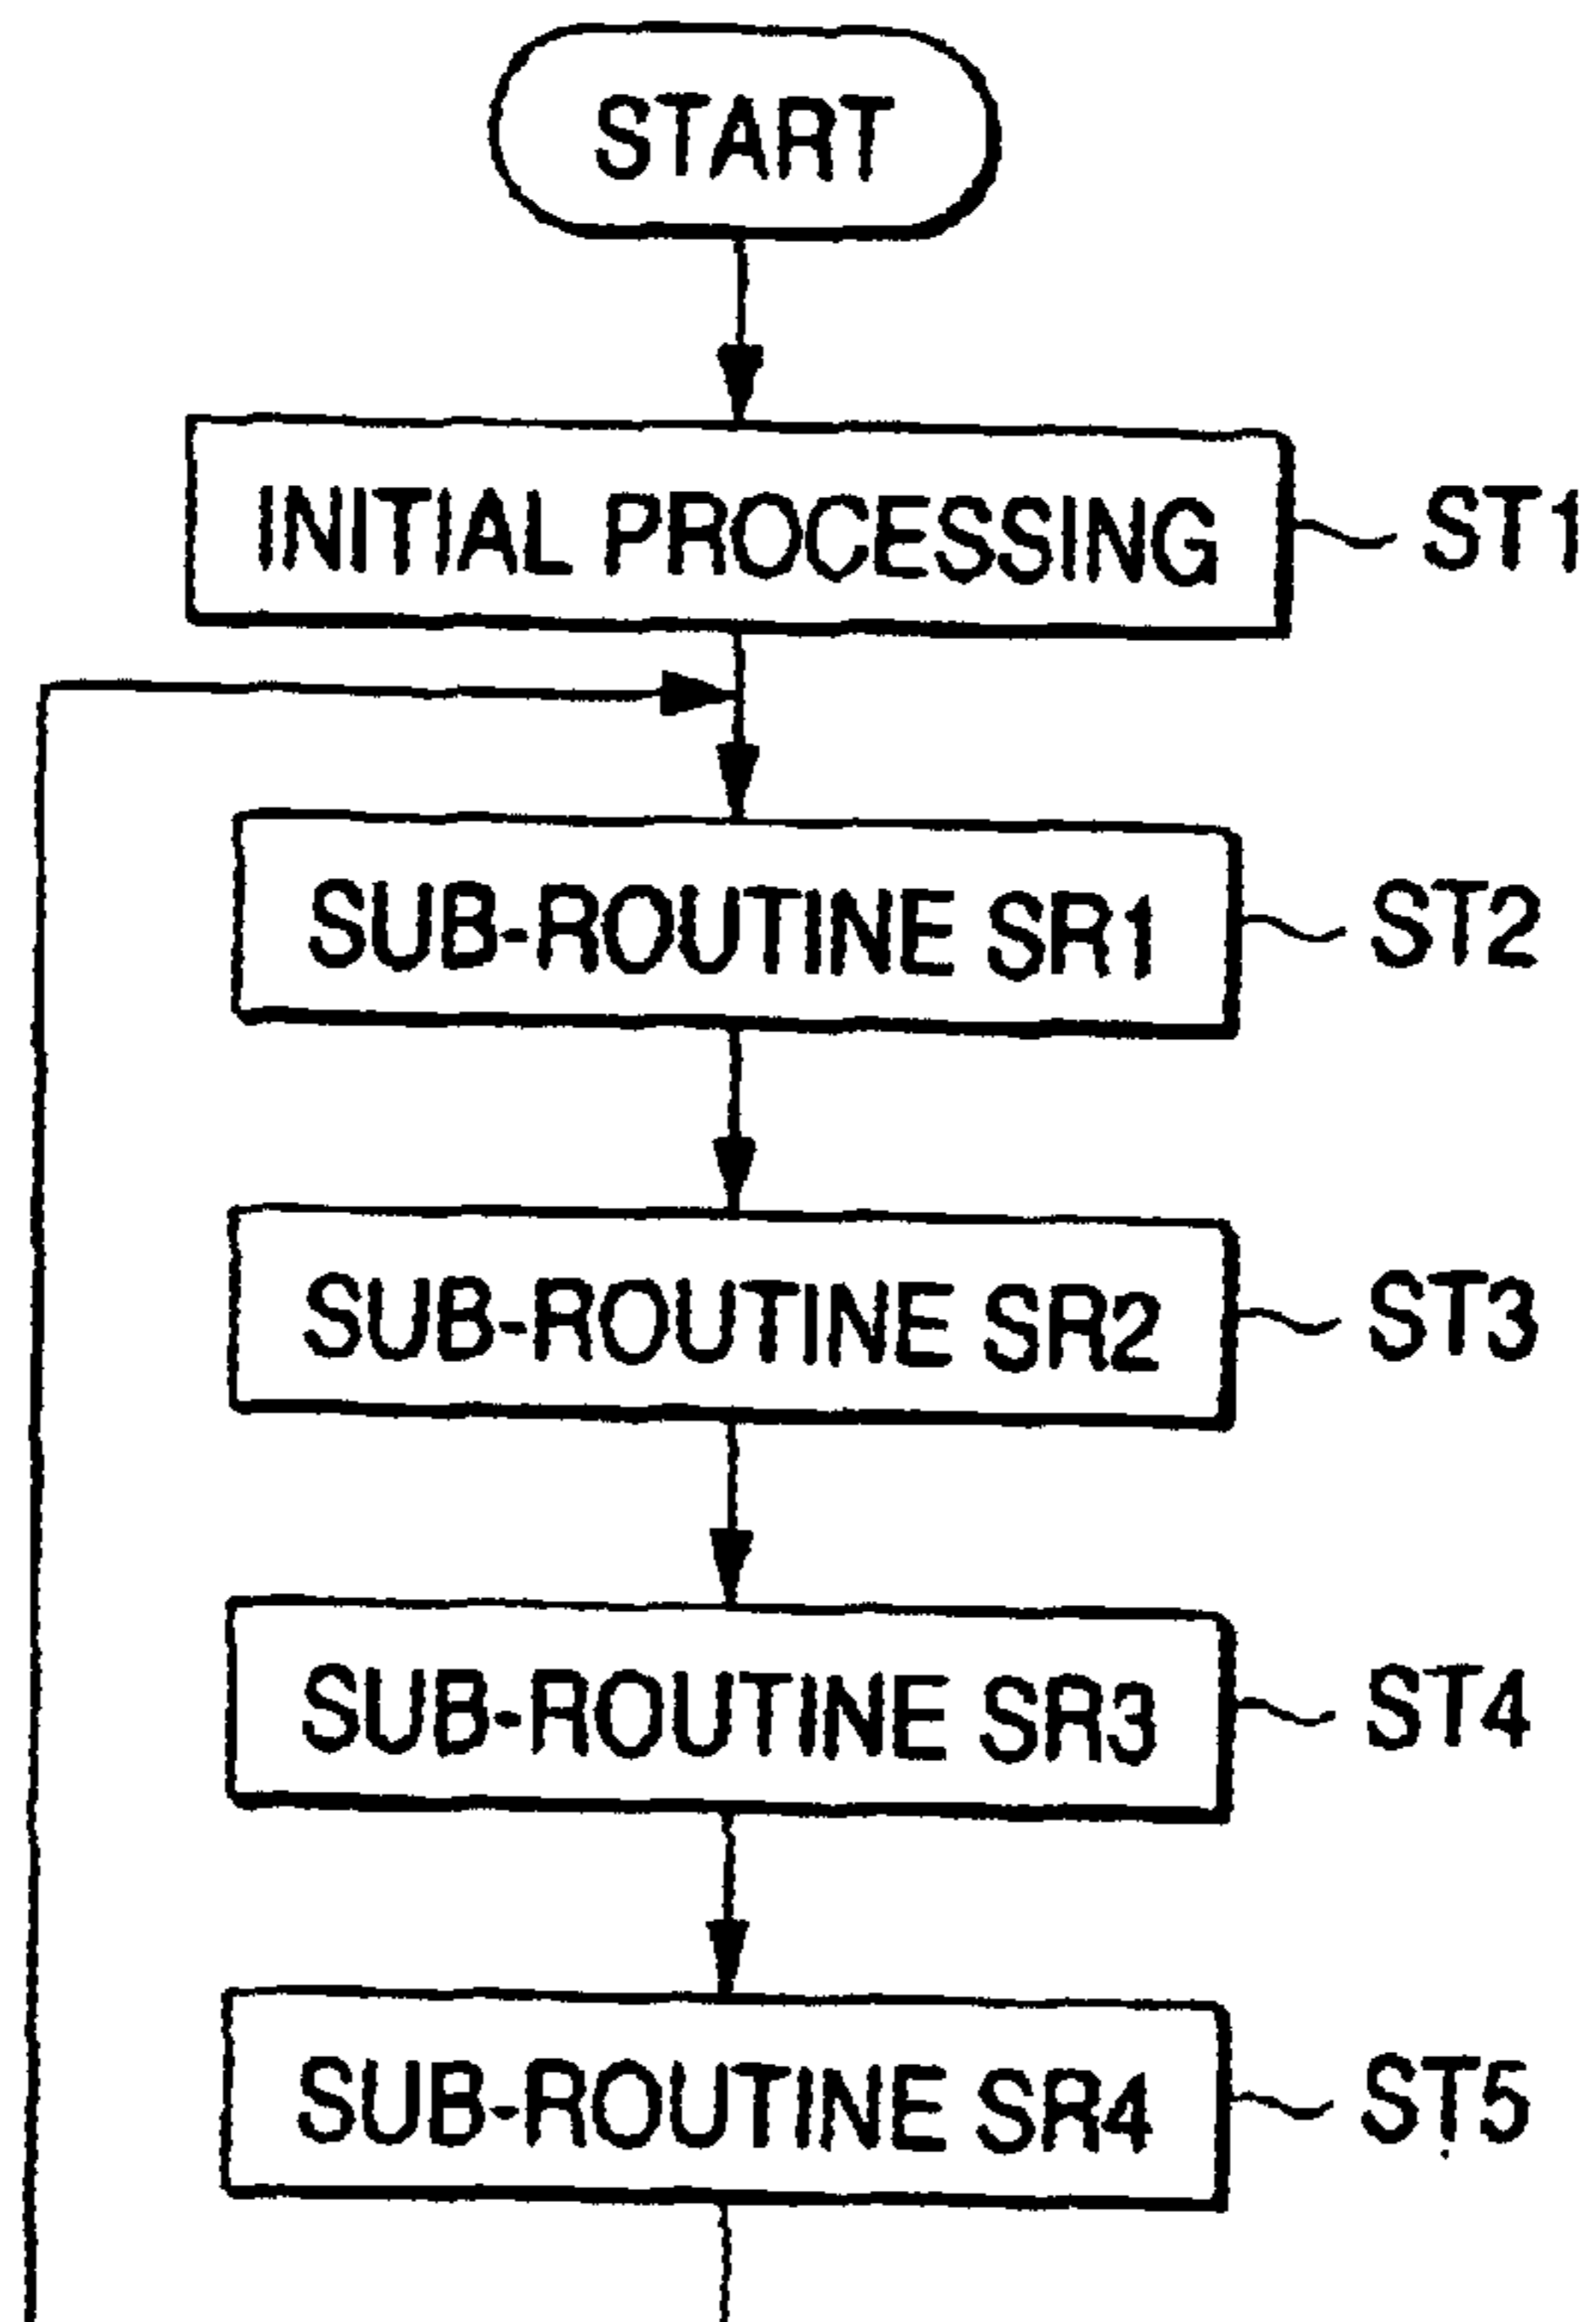 START
INITIAL PROCESSING ST1
SUB-ROUTINE SR1 ST2
SUB-ROUTINE SR2 ST3
SUB-ROUTINE SR3 ST4
SUB-ROUTINE SR4 ST5